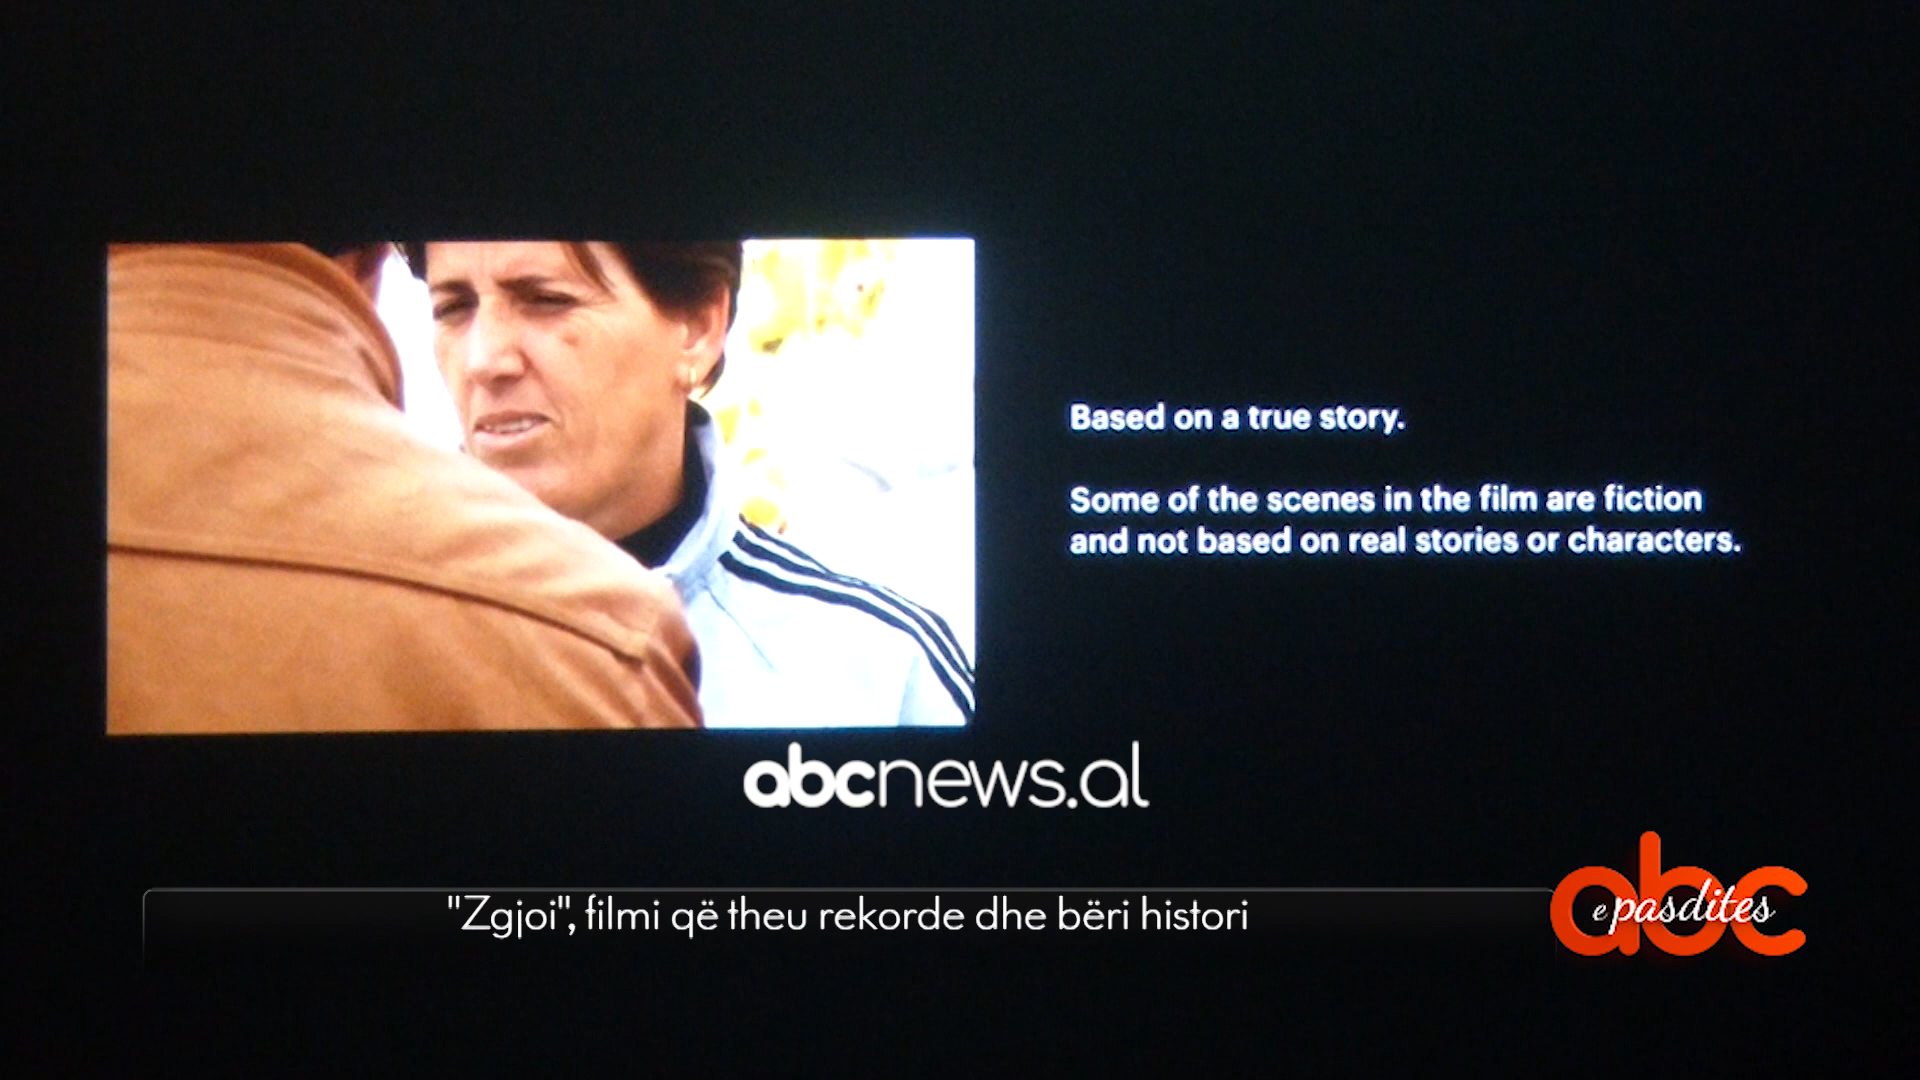 Based on a true story.
Some of the scenes in the film are fiction
and not based on real stories or characters.
abcnews.al
"Zgjoi", filmi që theu rekorde dhe bëri histori
abc
e pasdites